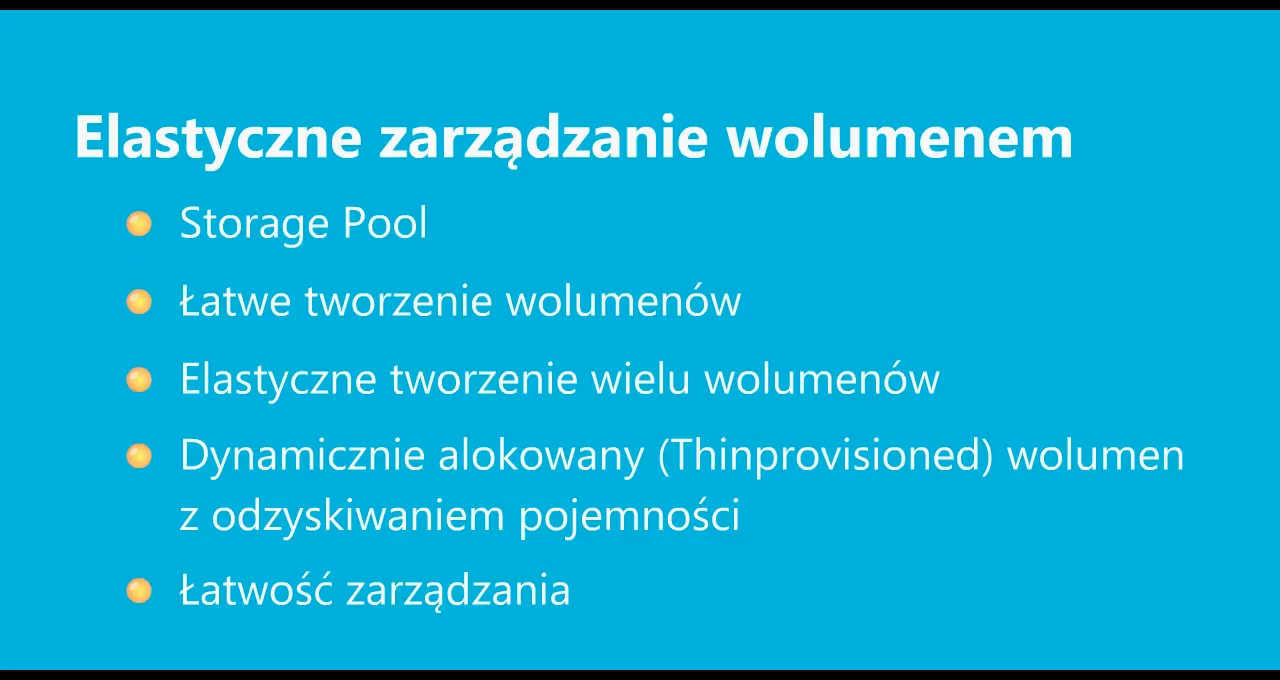 Elastyczne zarządzanie wolumenem
Storage Pool
Łatwe tworzenie wolumenów
Elastyczne tworzenie wielu wolumenów
Dynamicznie alokowany (Thinprovisioned) wolumen
z odzyskiwaniem pojemności
Łatwość zarządzania